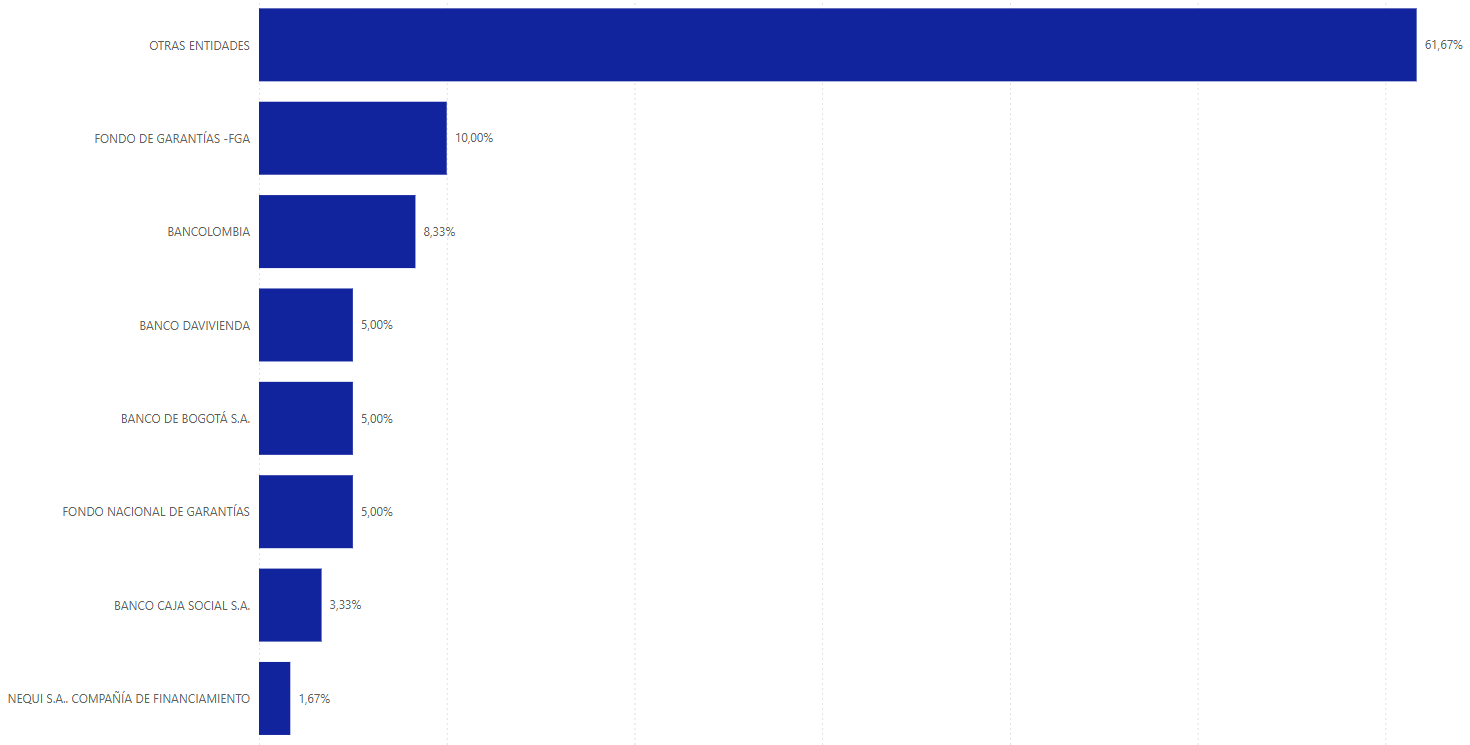 OTRAS ENTIDADES 61,67%
FONDO DE GARANTÍAS -FGA 10,00%
BANCOLOMBIA 8,33%
BANCO DAVIVIENDA 5,00%
BANCO DE BOGOTÁ S.A. 5,00%
FONDO NACIONAL DE GARANTÍAS 5,00%
BANCO CAJA SOCIAL S.A. 3,33%
NEQUI S.A.. COMPAÑÍA DE FINANCIAMIENTO 1,67%